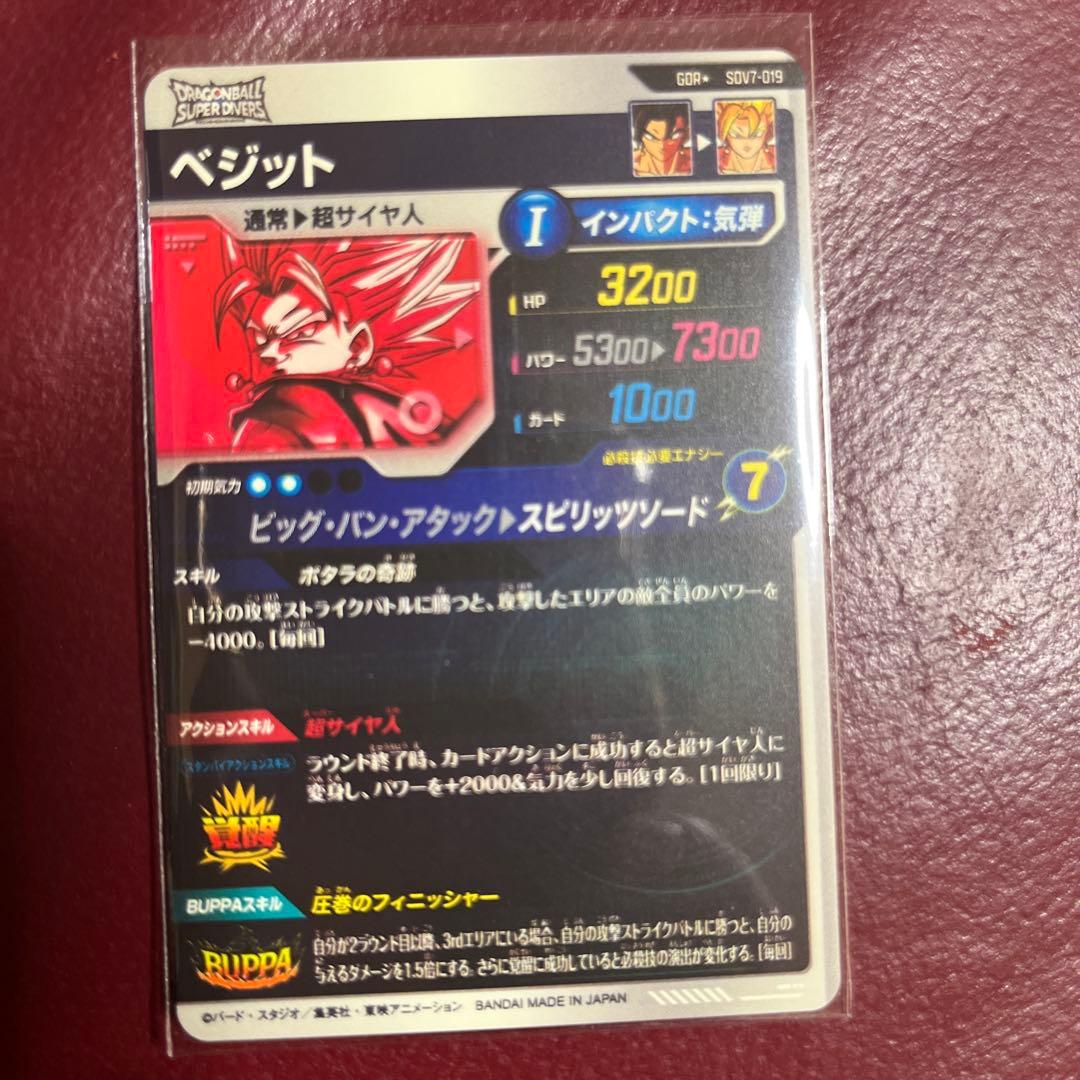 DRAGONBALL
SUPER DIVERS
GDR★ SDV7-019
ベジット
通常▶超サイヤ人
I インパクト:気弾
HP 3200
パワー 5300▶7300
ガード 1000
初期気力
必殺技必要エナジー
7
ビッグ・バン・アタック▶スピリッツソード
スキル ポタラの奇跡
自分の攻撃ストライクバトルに勝つと、攻撃したエリアの敵全員のパワーを
-4000。[毎回]
アクションスキル 超サイヤ人
スタンバイアクションスキル
ラウンド終了時、カードアクションに成功すると超サイヤ人に
変身し、パワーを+2000&気力を少し回復する。[1回限り]
覚醒
BUPPAスキル 圧巻のフィニッシャー
BUPPA
自分が2ラウンド目以降、3rdエリアにいる場合、自分の攻撃ストライクバトルに勝つと、自分の
与えるダメージを1.5倍にする。さらに覚醒に成功していると必殺技の演出が変化する。[毎回]
©バード・スタジオ/集英社・東映アニメーション BANDAI MADE IN JAPAN